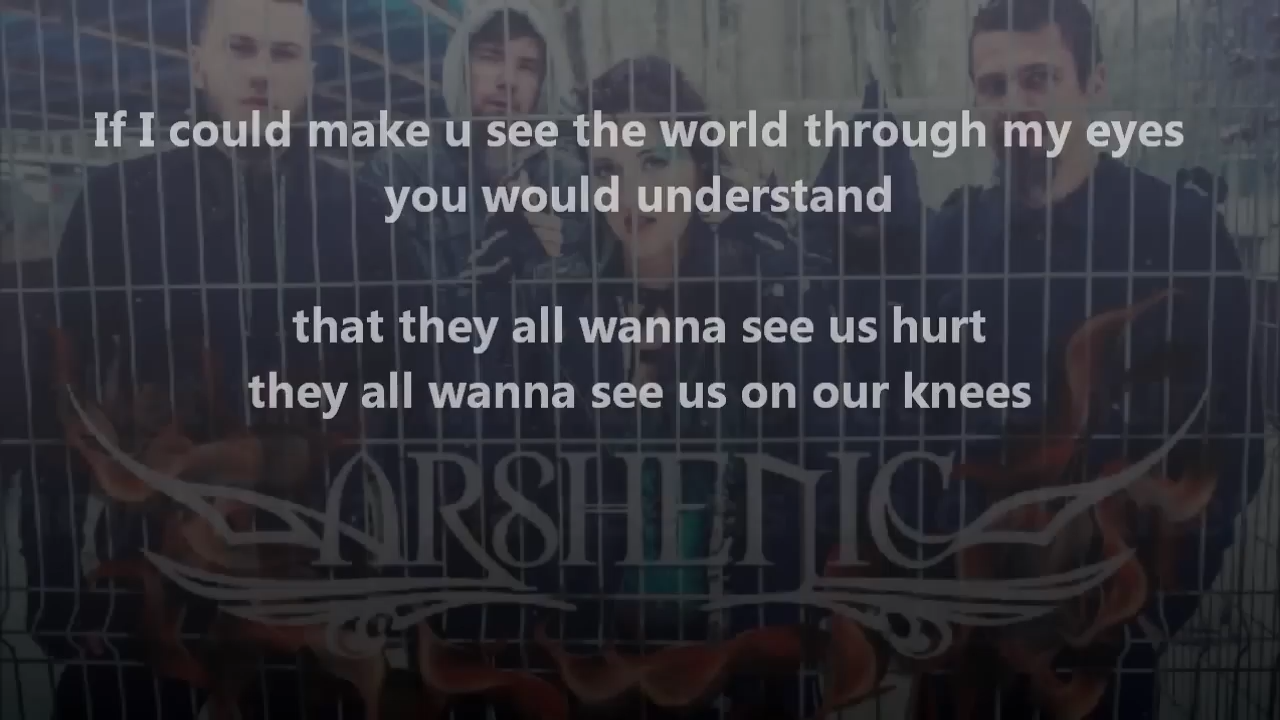 If I could make u see the world through my eyes
you would understand
that they all wanna see us hurt
they all wanna see us on our knees
ARSHENIC